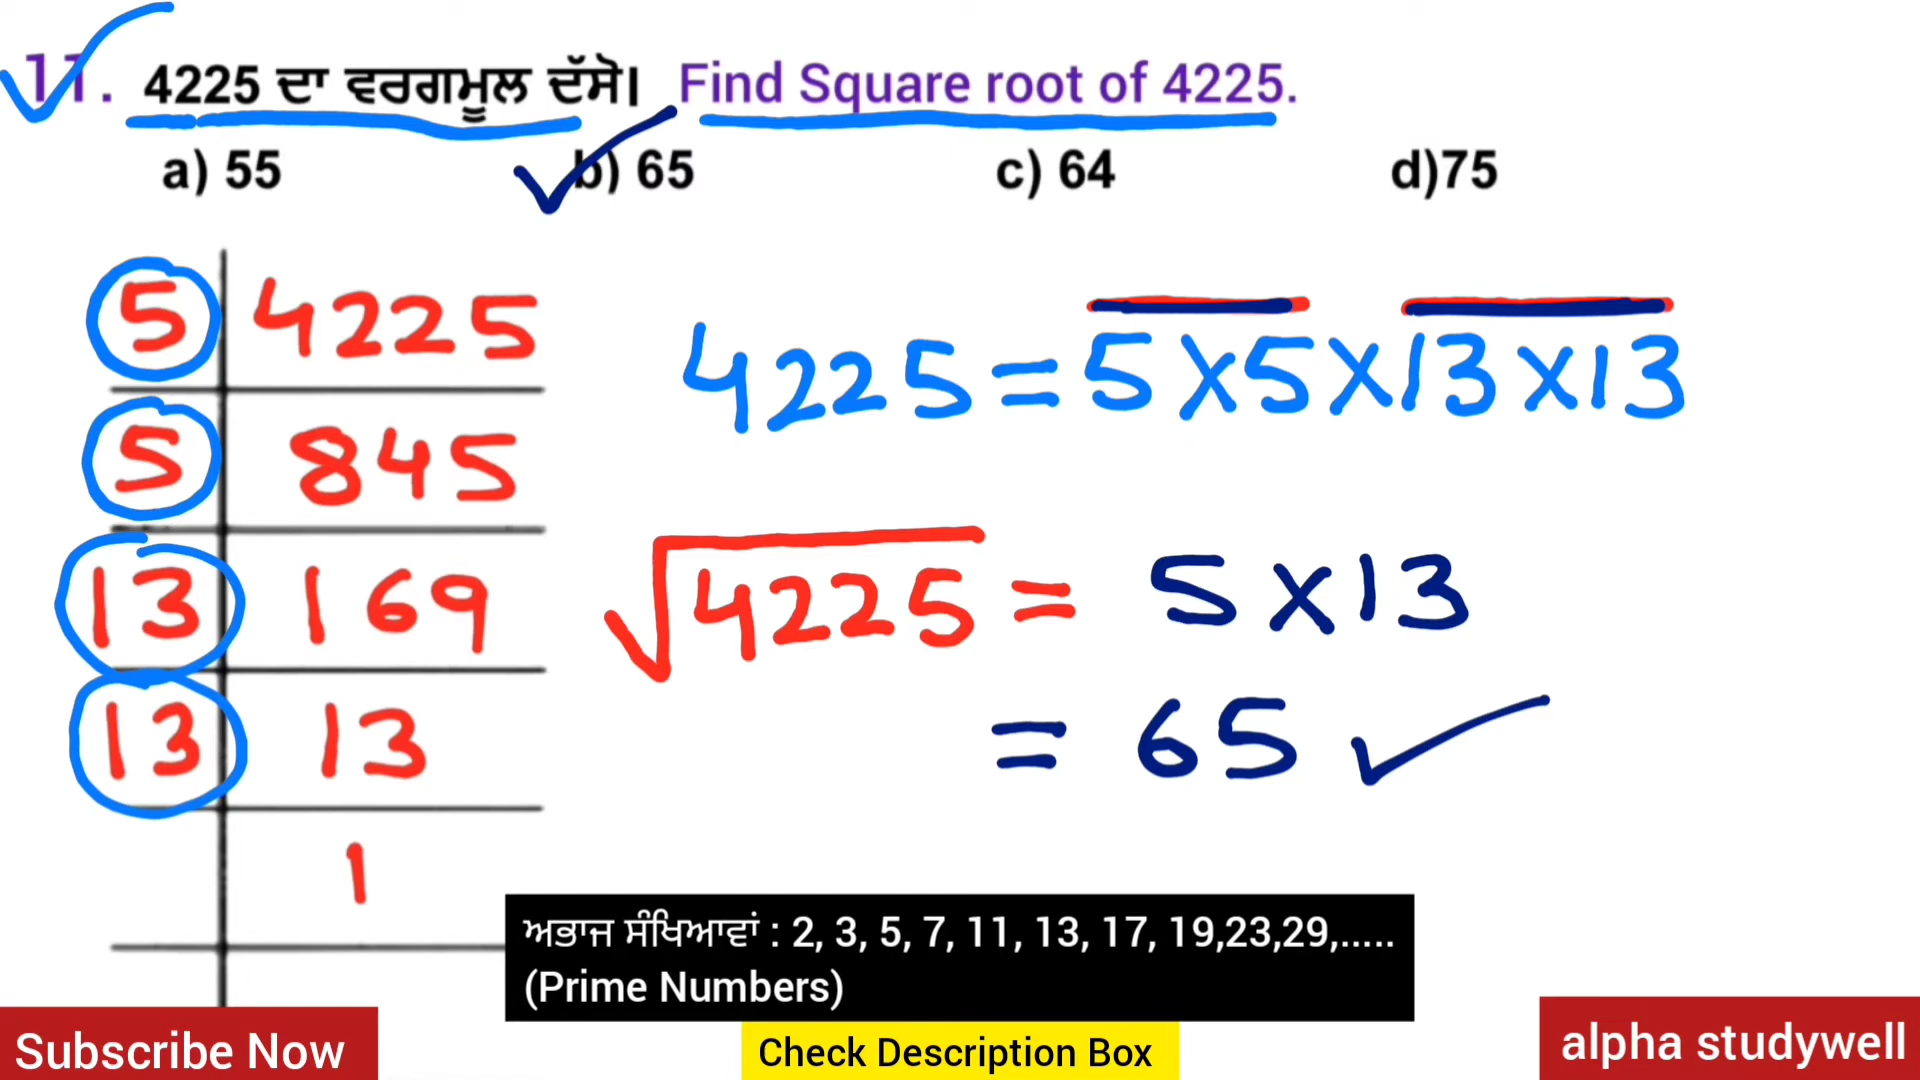 11. 4225 ਦਾ ਵਰਗਮੂਲ ਦੱਸੋ। Find Square root of 4225.
a) 55 b) 65 c) 64 d)75
5 4225
5 845
13 169
13 13
1
4225 = 5 × 5 × 13 × 13
√4225 = 5 × 13
= 65
ਅਭਾਜ ਸੰਖਿਆਵਾਂ : 2, 3, 5, 7, 11, 13, 17, 19,23,29,.....
(Prime Numbers)
Subscribe Now
Check Description Box
alpha studywell